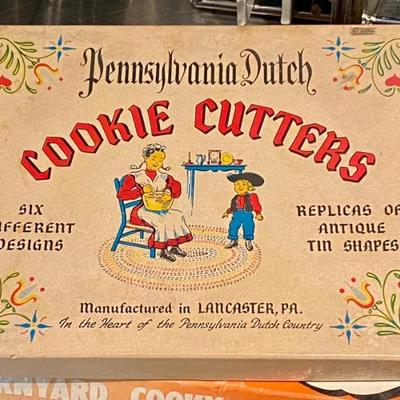 Pennsylvania Dutch
COOKIE CUTTERS
SIX
DIFFERENT
DESIGNS
REPLICAS OF
ANTIQUE
TIN SHAPES
Manufactured in LANCASTER, PA.
In the Heart of the Pennsylvania Dutch Country
COOKY